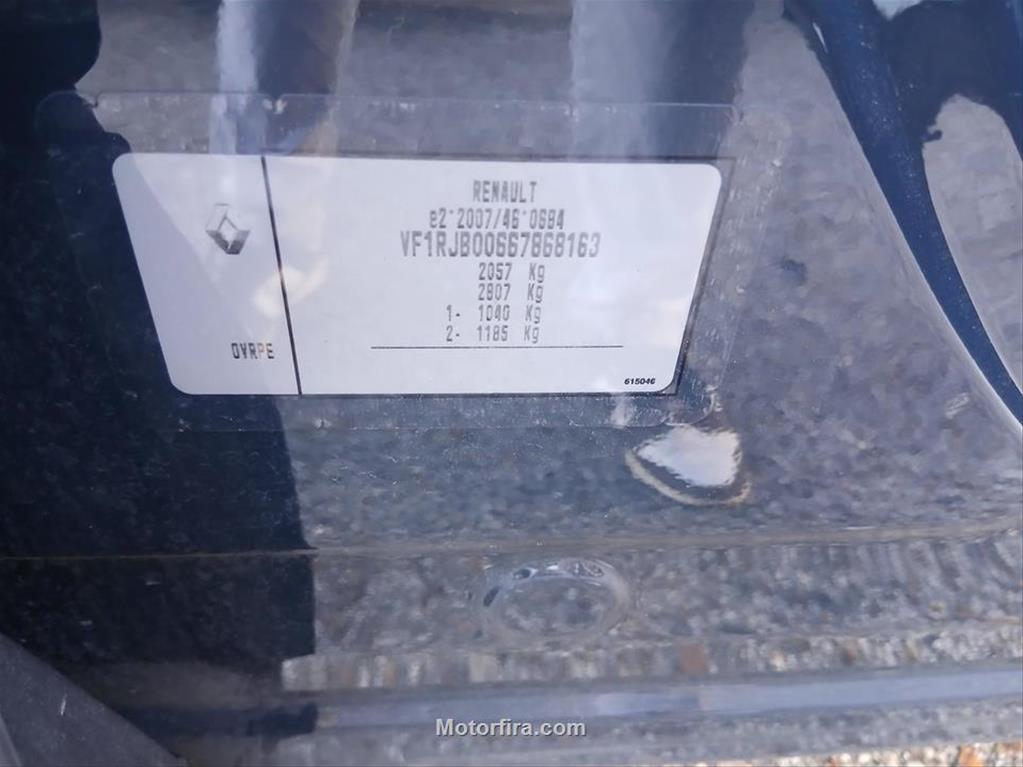 RENAULT
e2*2007/46*0684
VF1RJB00667868163
2057 Kg
2807 Kg
1- 1040 Kg
2- 1185 Kg
OVRPE
615046
Motorfira.com